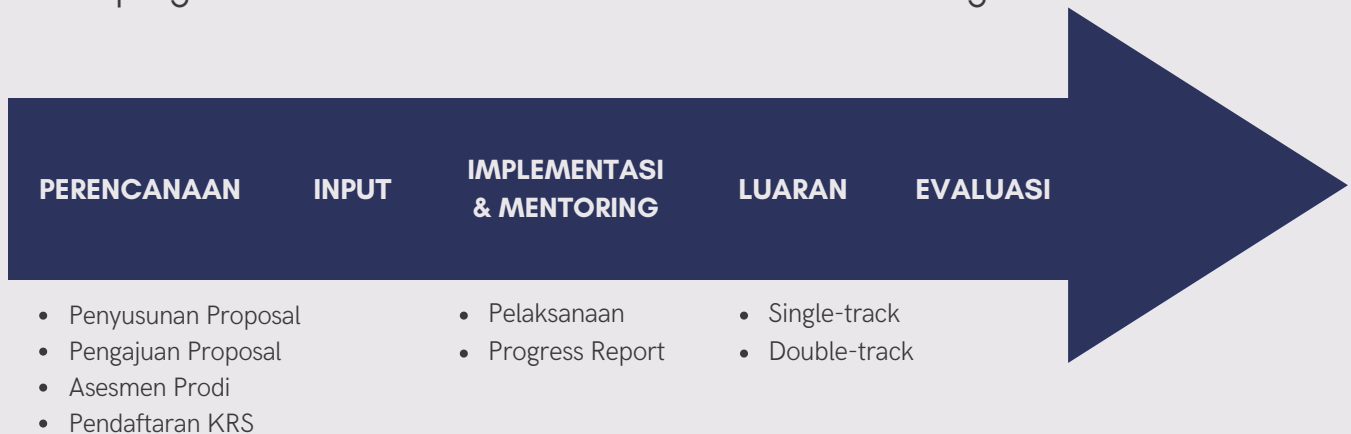 PERENCANAAN
INPUT
IMPLEMENTASI
& MENTORING
LUARAN
EVALUASI
• Penyusunan Proposal
• Pengajuan Proposal
• Asesmen Prodi
• Pendaftaran KRS
• Pelaksanaan
• Progress Report
• Single-track
• Double-track